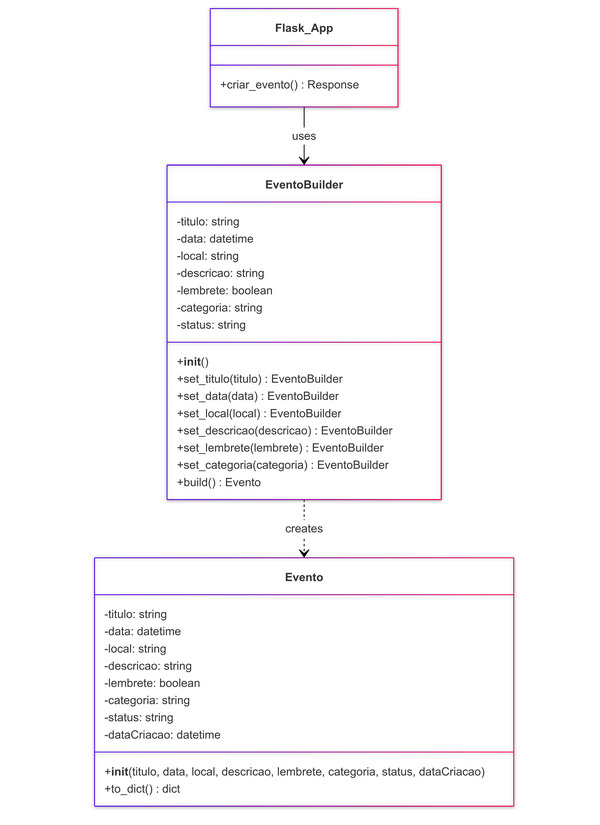 Flask_App
+criar_evento() : Response
uses
EventoBuilder
-titulo: string
-data: datetime
-local: string
-descricao: string
-lembrete: boolean
-categoria: string
-status: string
+init()
+set_titulo(titulo) : EventoBuilder
+set_data(data) : EventoBuilder
+set_local(local) : EventoBuilder
+set_descricao(descricao) : EventoBuilder
+set_lembrete(lembrete) : EventoBuilder
+set_categoria(categoria) : EventoBuilder
+build() : Evento
creates
Evento
-titulo: string
-data: datetime
-local: string
-descricao: string
-lembrete: boolean
-categoria: string
-status: string
-dataCriacao: datetime
+init(titulo, data, local, descricao, lembrete, categoria, status, dataCriacao)
+to_dict() : dict